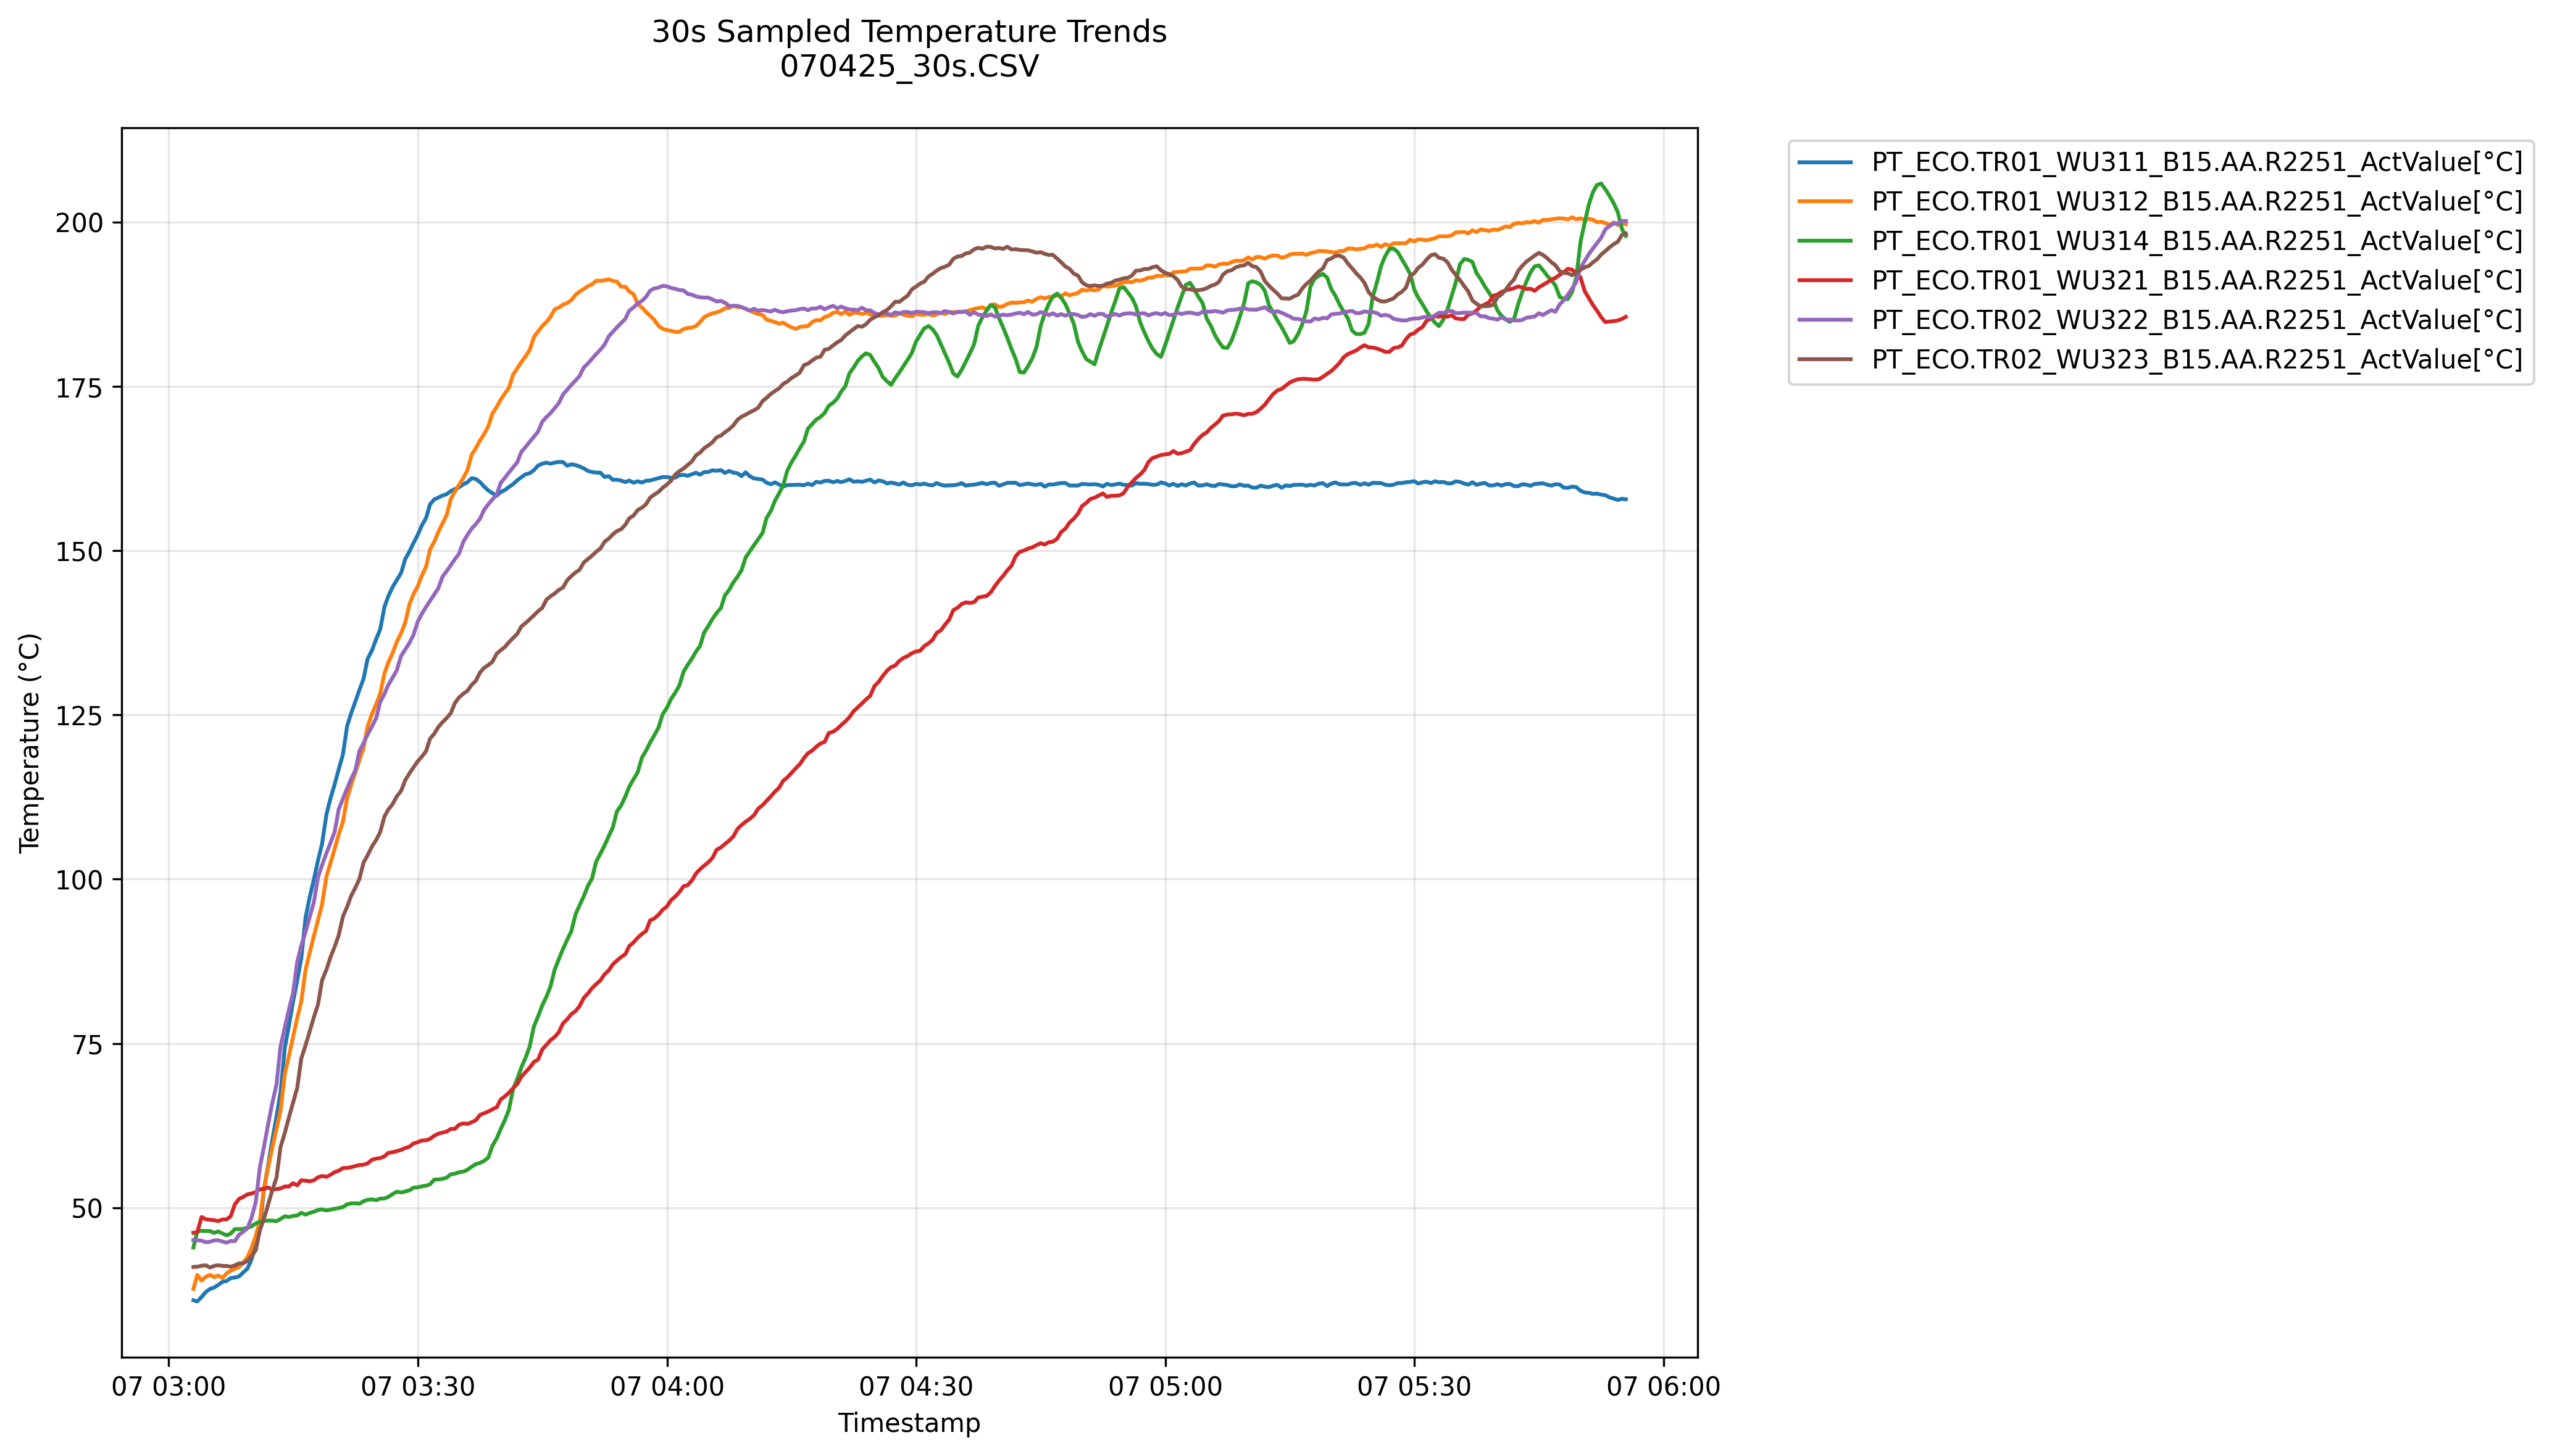 30s Sampled Temperature Trends
070425_30s.CSV
PT_ECO.TR01_WU311_B15.AA.R2251_ActValue[°C]
PT_ECO.TR01_WU312_B15.AA.R2251_ActValue[°C]
PT_ECO.TR01_WU314_B15.AA.R2251_ActValue[°C]
PT_ECO.TR01_WU321_B15.AA.R2251_ActValue[°C]
PT_ECO.TR02_WU322_B15.AA.R2251_ActValue[°C]
PT_ECO.TR02_WU323_B15.AA.R2251_ActValue[°C]
Temperature (°C)
200
175
150
125
100
75
50
07 03:00
07 03:30
07 04:00
07 04:30
07 05:00
07 05:30
07 06:00
Timestamp